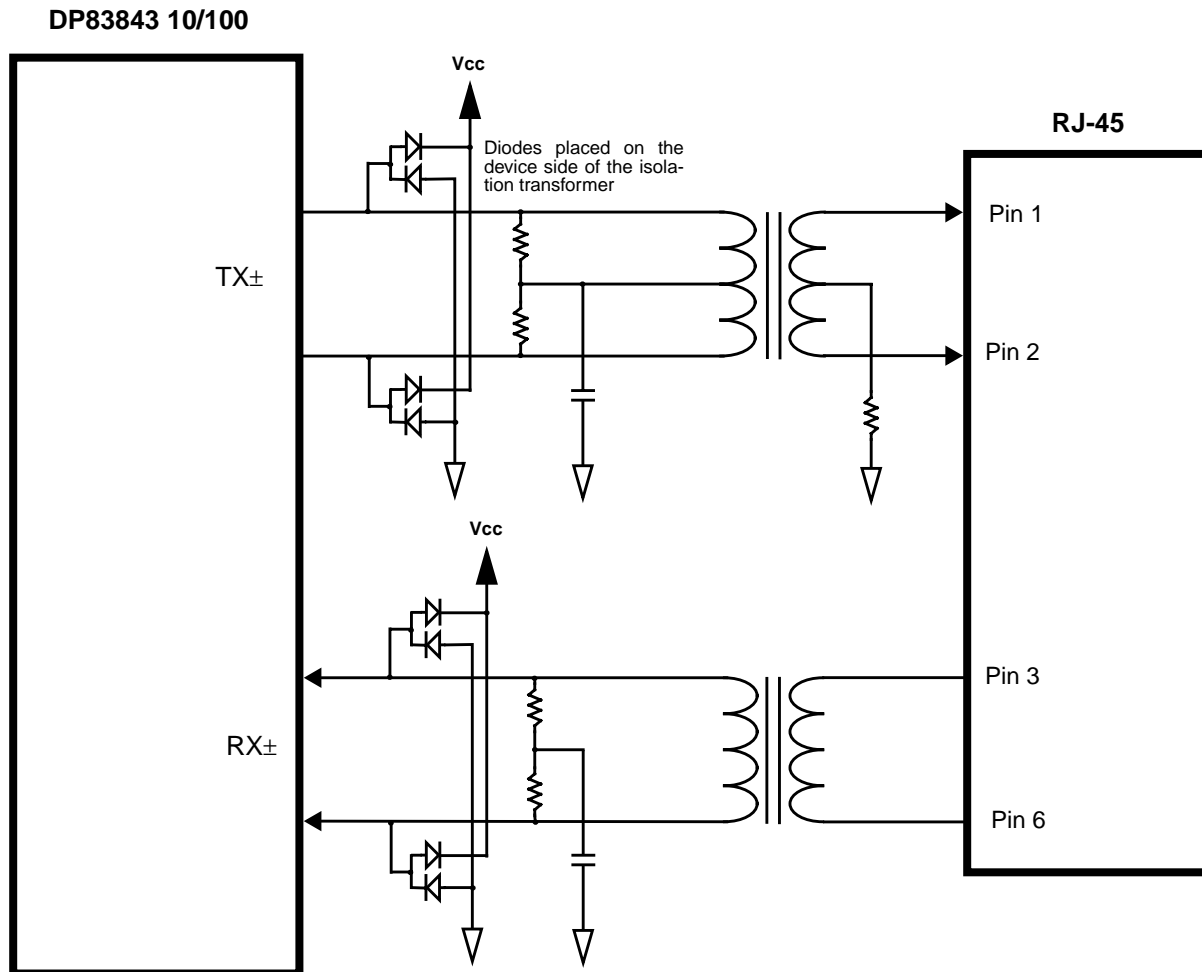 DP83843 10/100
Vcc
RJ-45
Diodes placed on the
device side of the isola-
tion transformer
Pin 1
TX±
Pin 2
Vcc
Pin 3
RX±
Pin 6